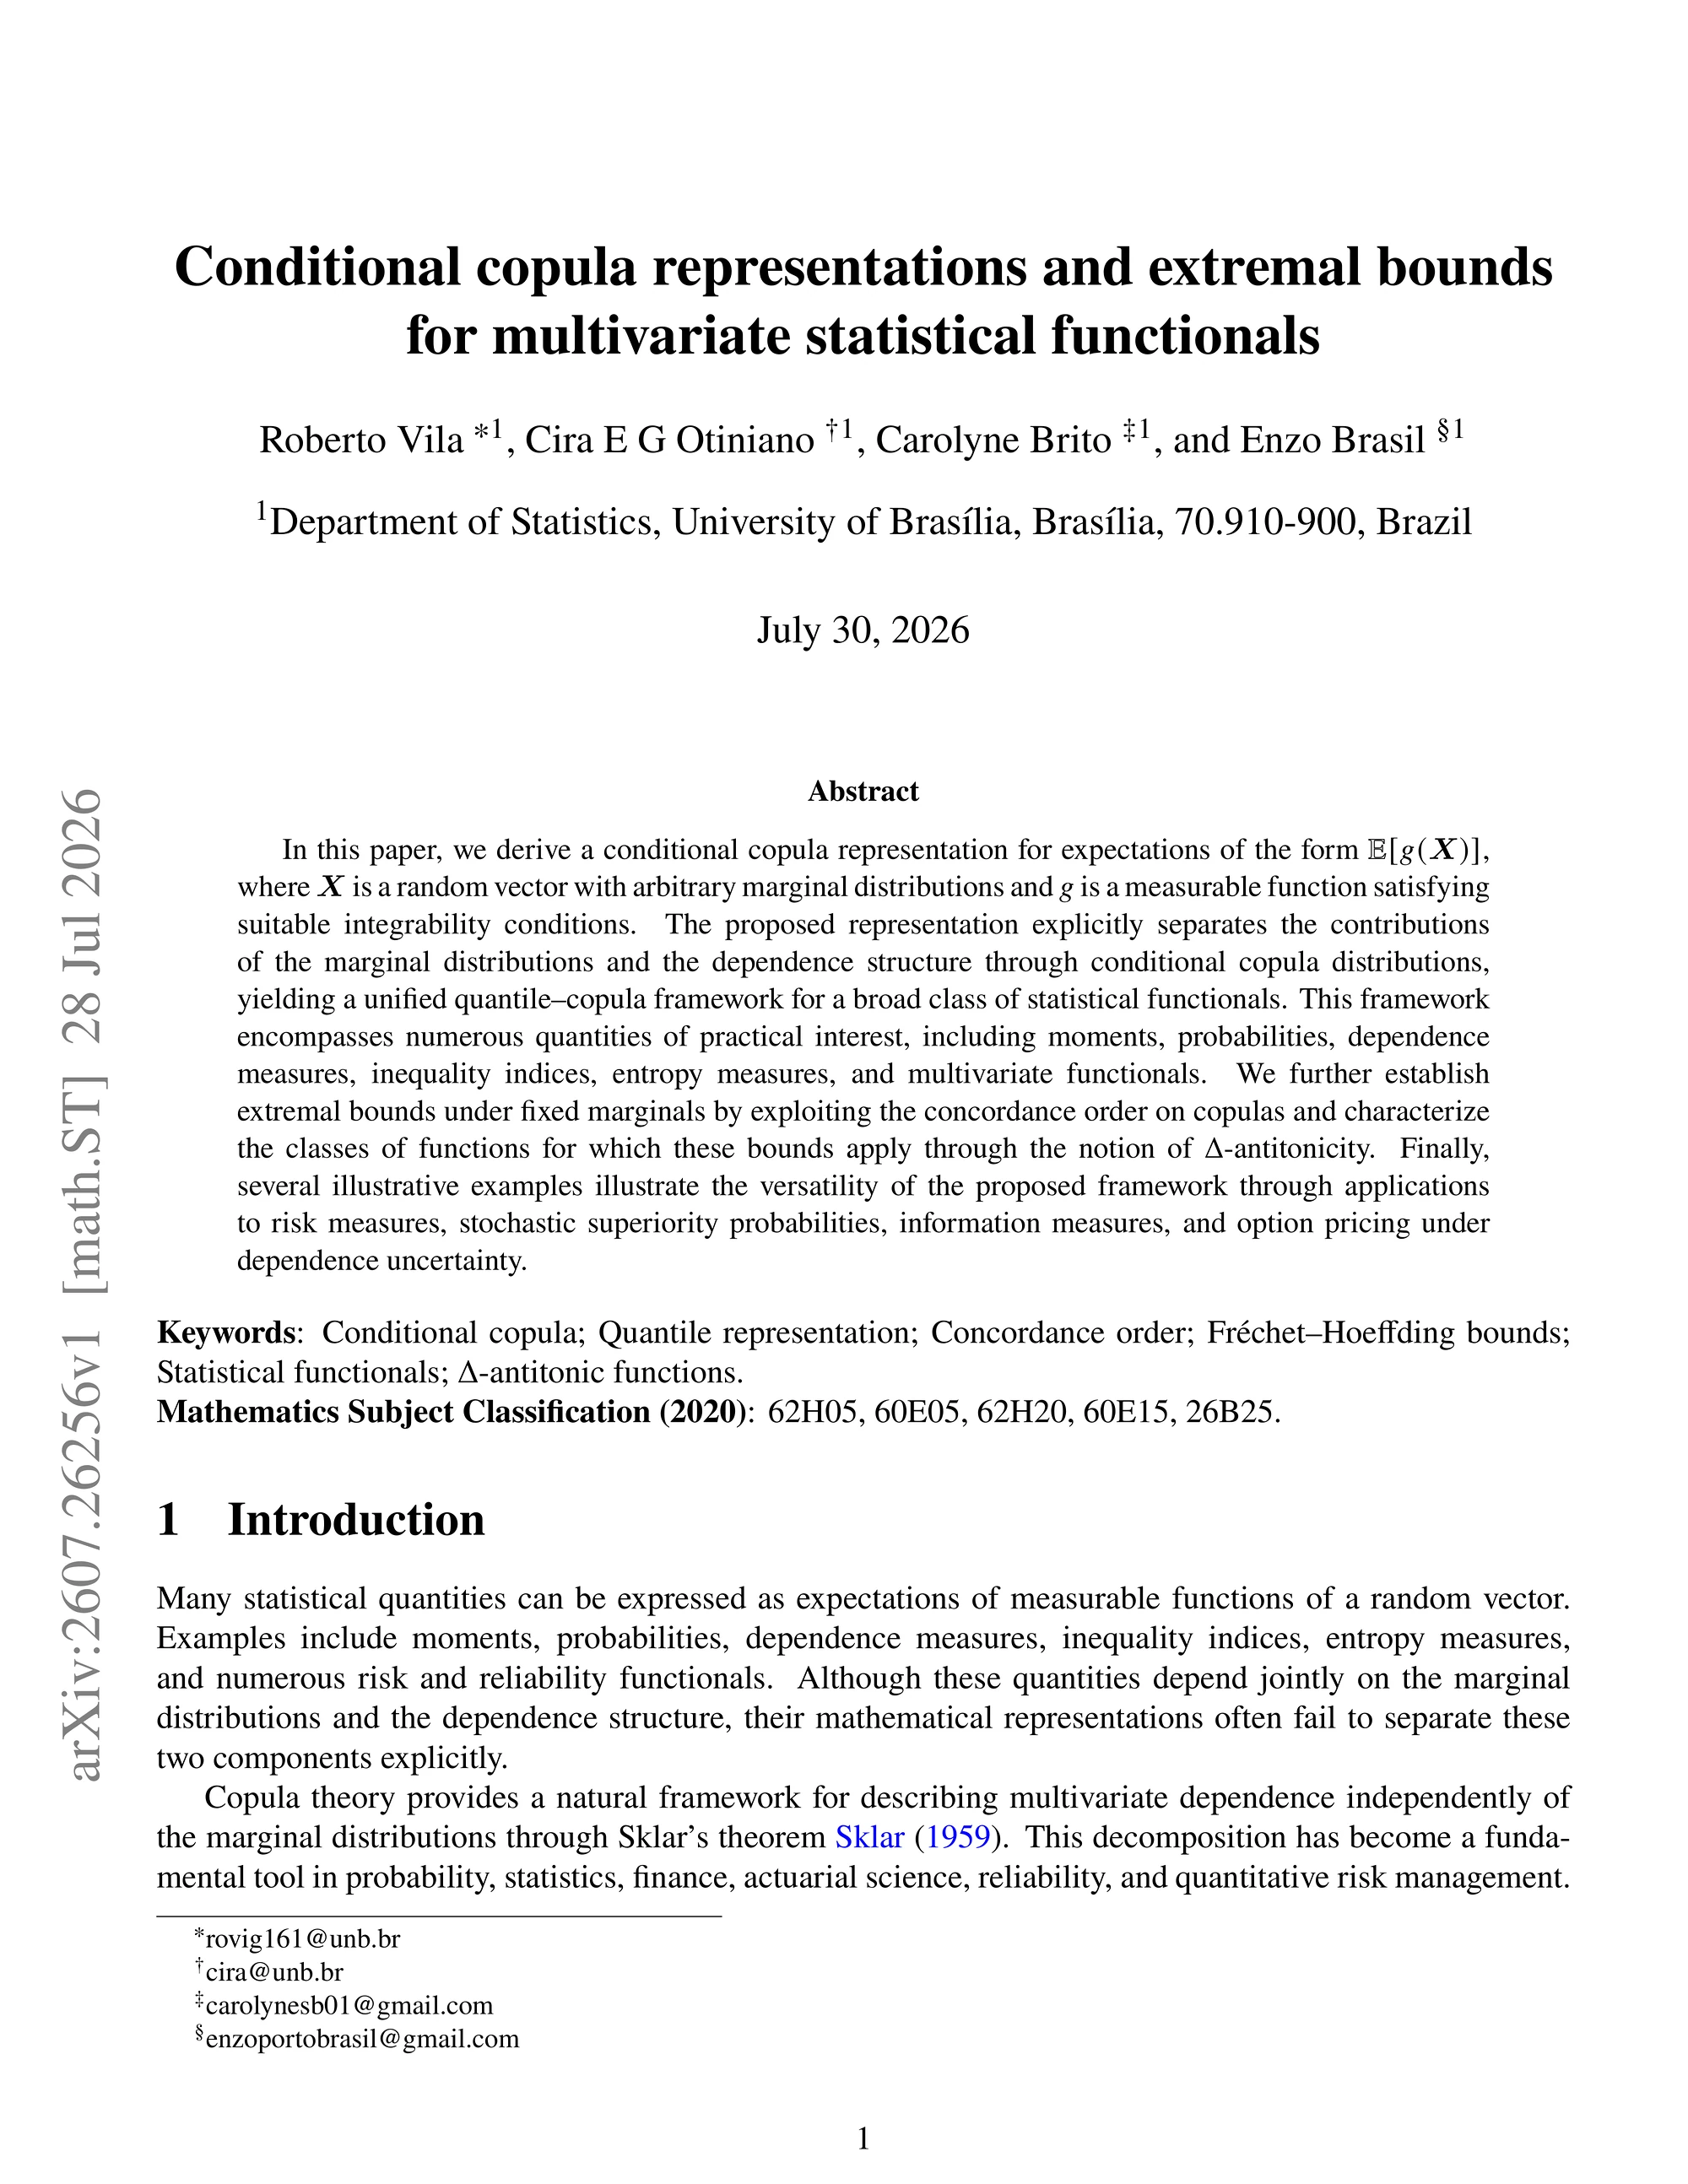 Conditional copula representations and extremal bounds
for multivariate statistical functionals
Roberto Vila *1, Cira E G Otiniano †1, Carolyne Brito ‡1, and Enzo Brasil §1
1Department of Statistics, University of Brasília, Brasília, 70.910-900, Brazil
July 30, 2026
Abstract
In this paper, we derive a conditional copula representation for expectations of the form 𝔼[g(X)],
where X is a random vector with arbitrary marginal distributions and g is a measurable function satisfying
suitable integrability conditions. The proposed representation explicitly separates the contributions
of the marginal distributions and the dependence structure through conditional copula distributions,
yielding a unified quantile–copula framework for a broad class of statistical functionals. This framework
encompasses numerous quantities of practical interest, including moments, probabilities, dependence
measures, inequality indices, entropy measures, and multivariate functionals. We further establish
extremal bounds under fixed marginals by exploiting the concordance order on copulas and characterize
the classes of functions for which these bounds apply through the notion of Δ-antitonicity. Finally,
several illustrative examples illustrate the versatility of the proposed framework through applications
to risk measures, stochastic superiority probabilities, information measures, and option pricing under
dependence uncertainty.
Keywords: Conditional copula; Quantile representation; Concordance order; Fréchet–Hoeffding bounds;
Statistical functionals; Δ-antitonic functions.
Mathematics Subject Classification (2020): 62H05, 60E05, 62H20, 60E15, 26B25.
1 Introduction
Many statistical quantities can be expressed as expectations of measurable functions of a random vector.
Examples include moments, probabilities, dependence measures, inequality indices, entropy measures,
and numerous risk and reliability functionals. Although these quantities depend jointly on the marginal
distributions and the dependence structure, their mathematical representations often fail to separate these
two components explicitly.
Copula theory provides a natural framework for describing multivariate dependence independently of
the marginal distributions through Sklar's theorem Sklar (1959). This decomposition has become a funda-
mental tool in probability, statistics, finance, actuarial science, reliability, and quantitative risk management.
*rovig161@unb.br
†cira@unb.br
‡carolynesb01@gmail.com
§enzoportobrasil@gmail.com
1
arXiv:2607.26256v1 [math.ST] 28 Jul 2026